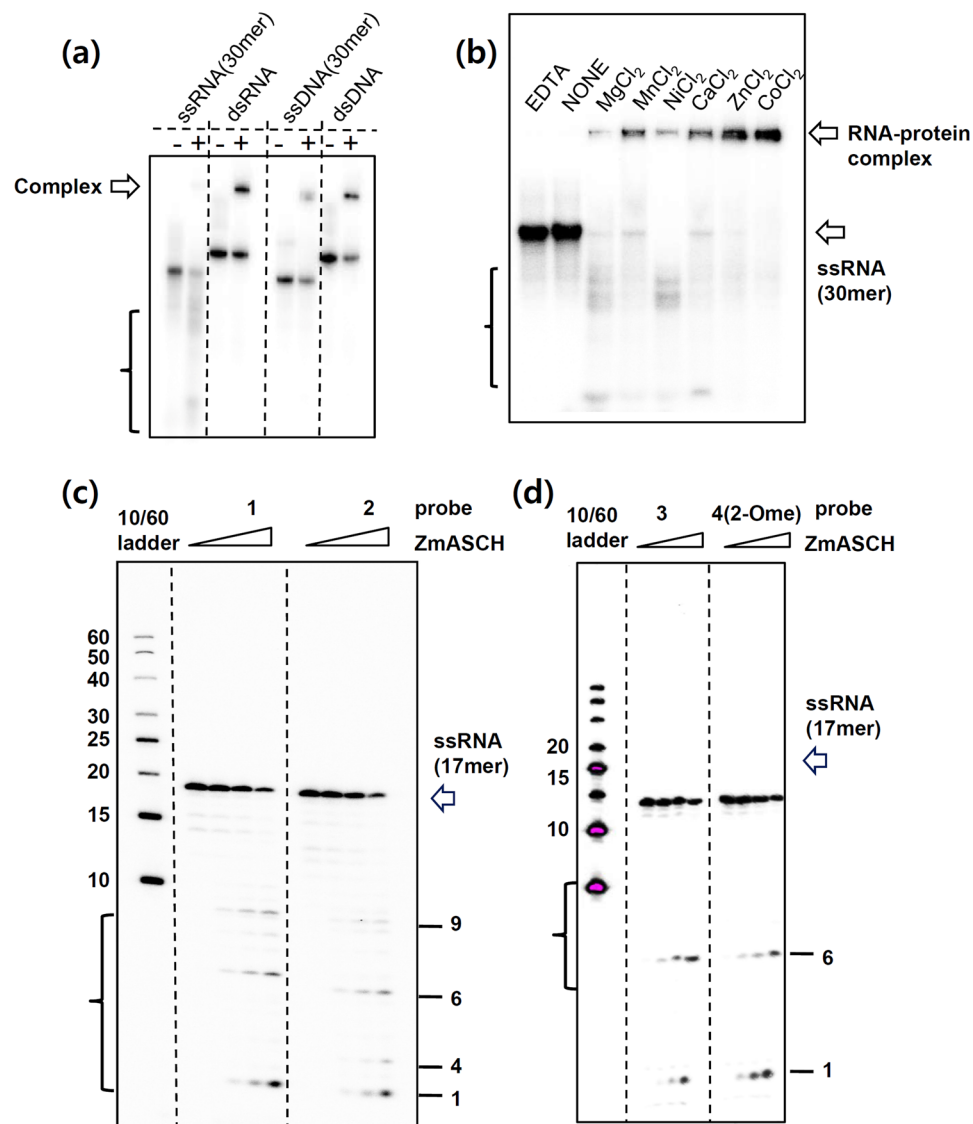 (a)
ssRNA(30mer)
dsRNA
ssDNA(30mer)
dsDNA
- + - + - + - +
Complex
(b)
EDTA
NONE
MgCl2
MnCl2
NiCl2
CaCl2
ZnCl2
CoCl2
RNA-protein
complex
ssRNA
(30mer)
(c)
10/60
ladder
1 2 probe
ZmASCH
60
50
40
30
25
20
15
10
ssRNA
(17mer)
9
6
4
1
(d)
10/60
ladder
3 4(2-Ome) probe
ZmASCH
20
15
10
ssRNA
(17mer)
6
1